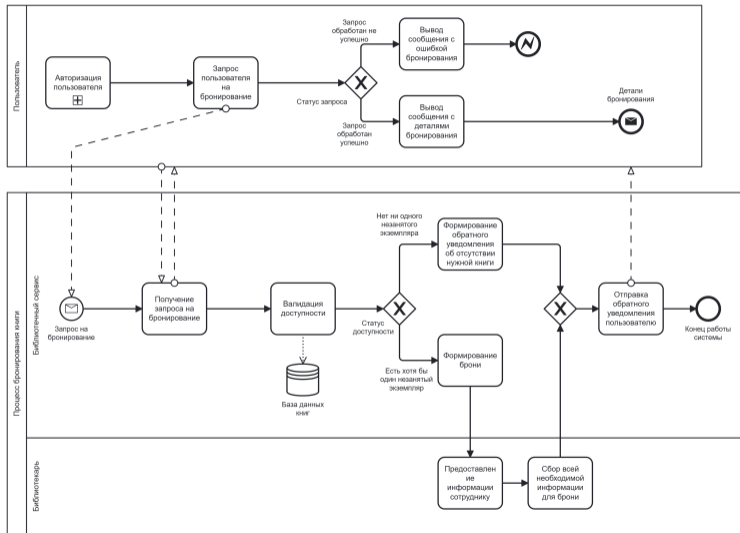 Пользователь
Авторизация
пользователя
Запрос
пользователя
на
бронирование
Статус запроса
Запрос
обработан не
успешно
Вывод
сообщения с
ошибкой
бронирования
Запрос
обработан
успешно
Вывод
сообщения с
деталями
бронирования
Детали
бронирования
Процесс бронирования книги
Библиотечный сервис
Запрос на
бронирование
Получение
запроса на
бронирование
Валидация
доступности
База данных
книг
Статус
доступности
Нет ни одного
незанятого
экземпляра
Формирование
обратного
уведомления
об отсутствии
нужной книги
Есть хотя бы
один незанятый
экземпляр
Формирование
брони
Отправка
обратного
уведомления
пользователю
Конец работы
системы
Библиотекарь
Предоставлен
ие
информации
сотруднику
Сбор всей
необходимой
информации
для брони